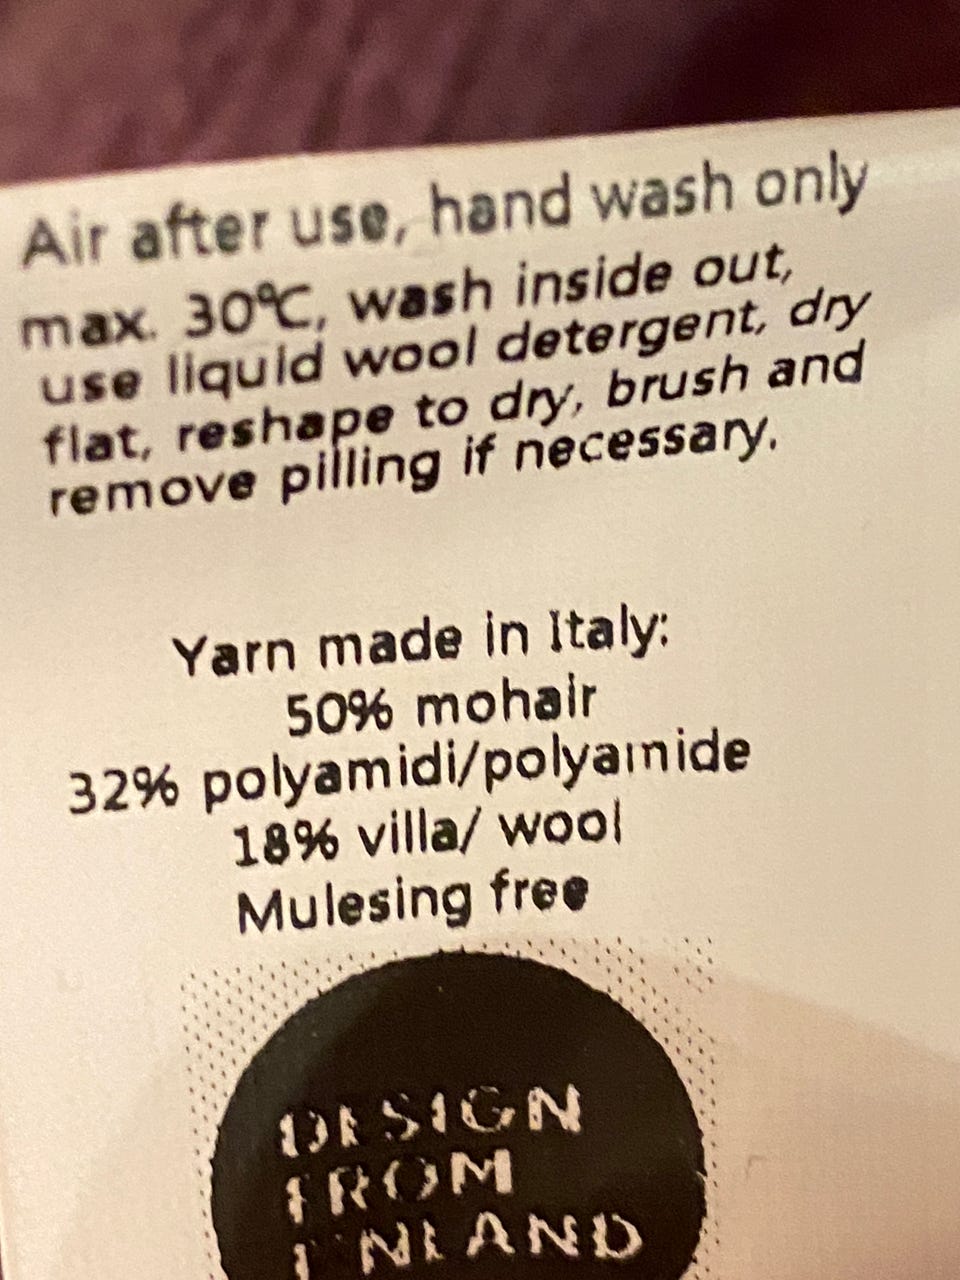 Air after use, hand wash only
max. 30°C, wash inside out,
use liquid wool detergent, dry
flat, reshape to dry, brush and
remove pilling if necessary.
Yarn made in Italy:
50% mohair
32% polyamidi/polyamide
18% villa/ wool
Mulesing free
DESIGN
FROM
FINLAND